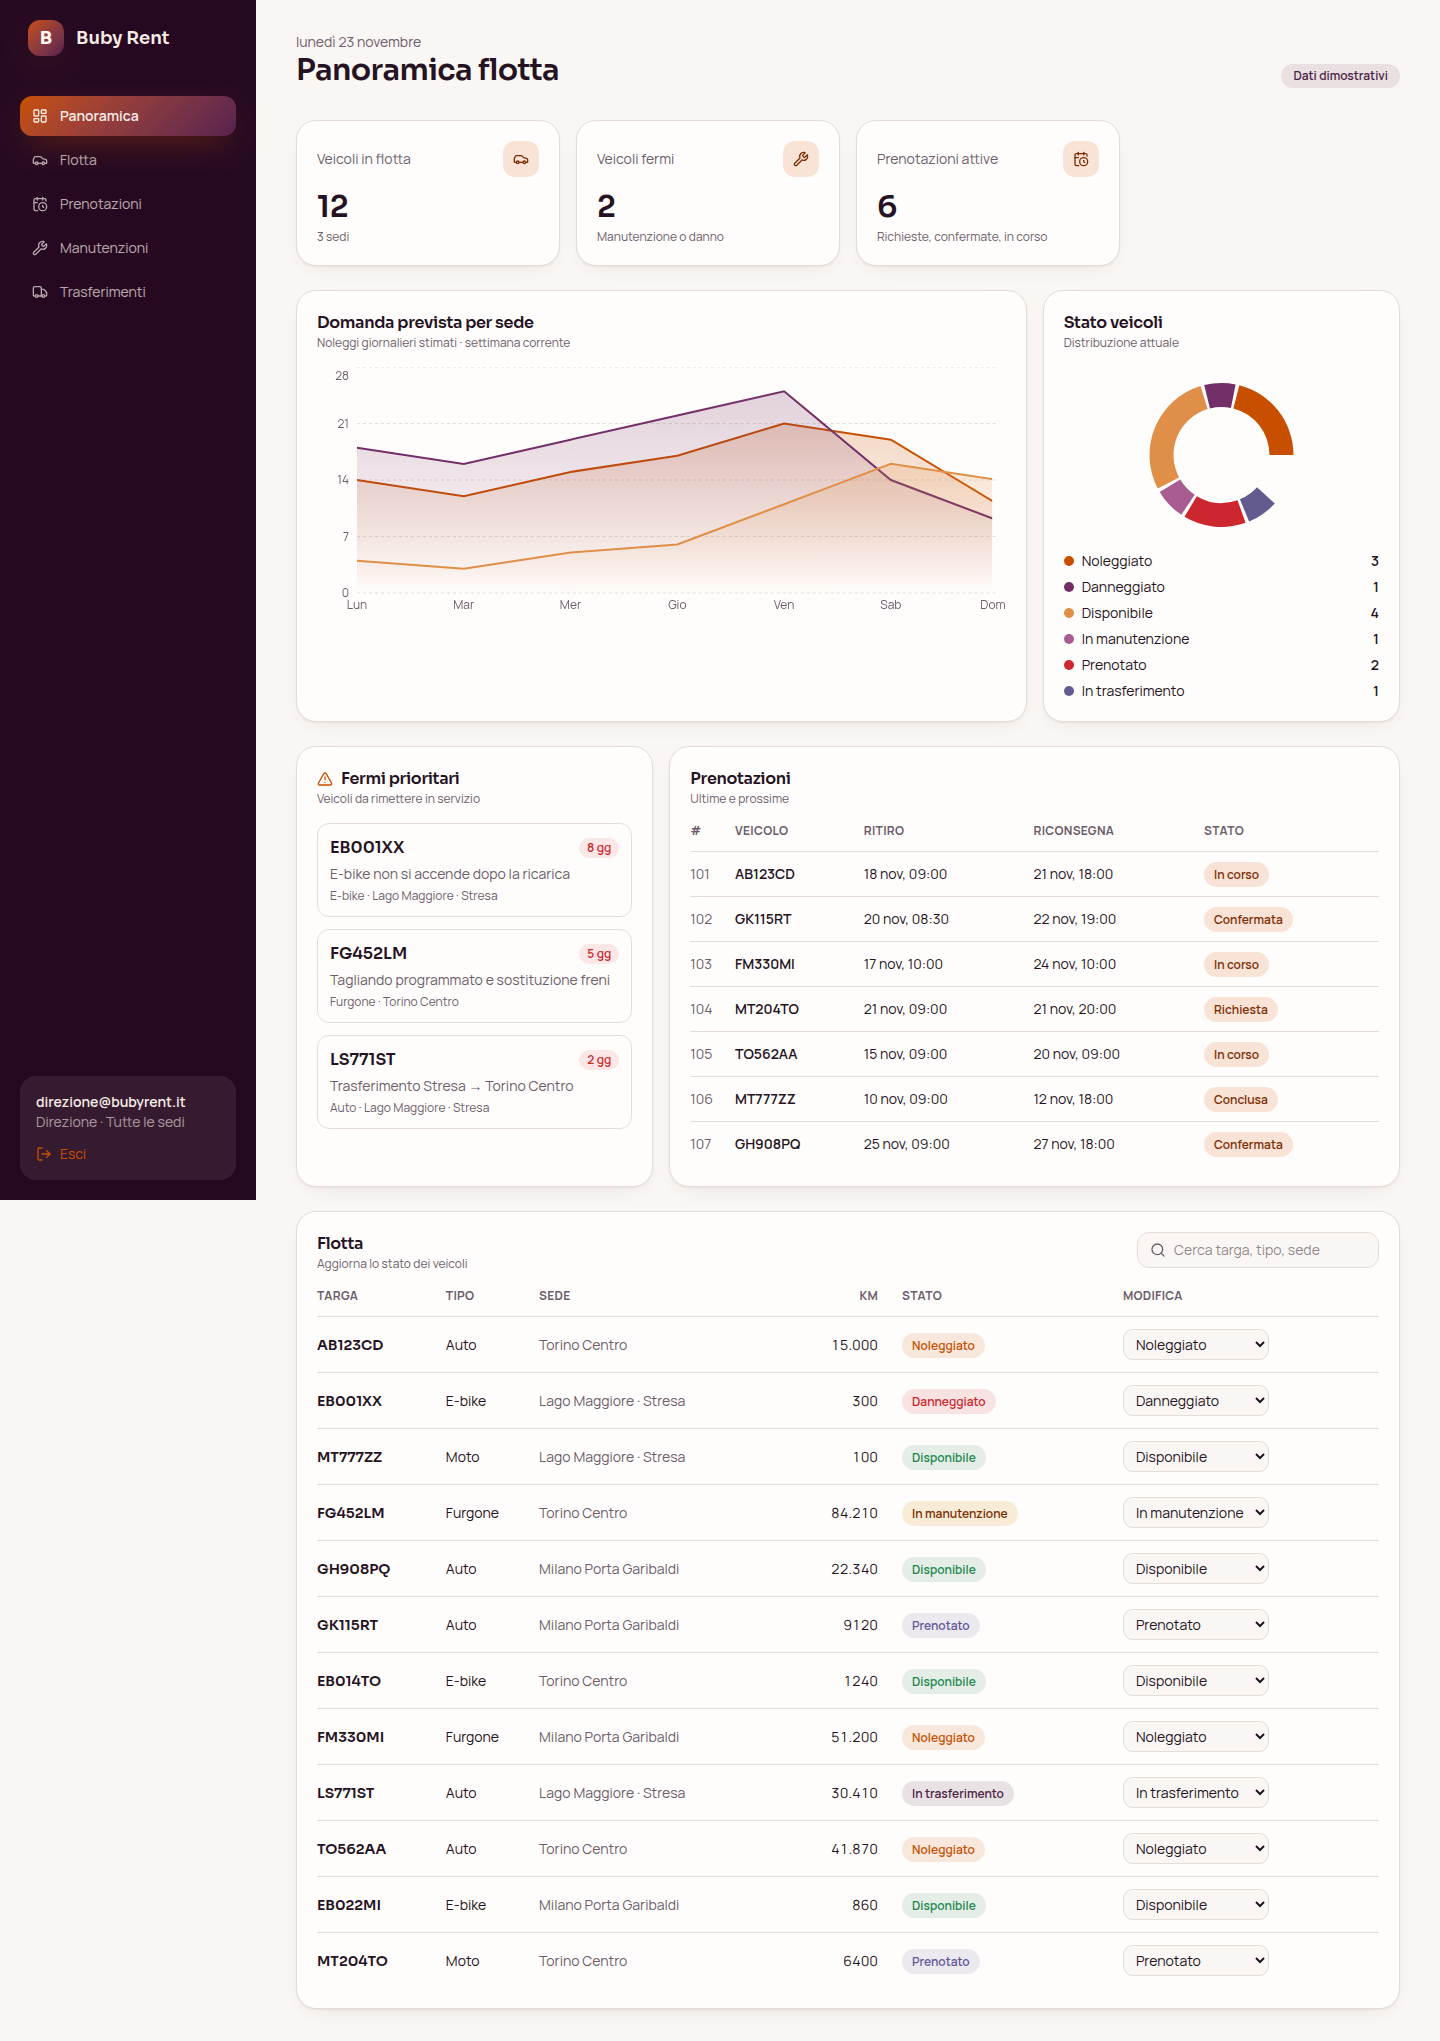 B Buby Rent
Panoramica
Flotta
Prenotazioni
Manutenzioni
Trasferimenti
direzione@bubyrent.it
Direzione · Tutte le sedi
Esci
lunedì 23 novembre
Panoramica flotta
Dati dimostrativi
Veicoli in flotta
12
3 sedi
Veicoli fermi
2
Manutenzione o danno
Prenotazioni attive
6
Richieste, confermate, in corso
Domanda prevista per sede
Noleggi giornalieri stimati · settimana corrente
28
21
14
7
0
Lun Mar Mer Gio Ven Sab Dom
Stato veicoli
Distribuzione attuale
Noleggiato 3
Danneggiato 1
Disponibile 4
In manutenzione 1
Prenotato 2
In trasferimento 1
Fermi prioritari
Veicoli da rimettere in servizio
EB001XX 8 gg
E-bike non si accende dopo la ricarica
E-bike · Lago Maggiore · Stresa
FG452LM 5 gg
Tagliando programmato e sostituzione freni
Furgone · Torino Centro
LS771ST 2 gg
Trasferimento Stresa → Torino Centro
Auto · Lago Maggiore · Stresa
Prenotazioni
Ultime e prossime
# VEICOLO RITIRO RICONSEGNA STATO
101 AB123CD 18 nov, 09:00 21 nov, 18:00 In corso
102 GK115RT 20 nov, 08:30 22 nov, 19:00 Confermata
103 FM330MI 17 nov, 10:00 24 nov, 10:00 In corso
104 MT204TO 21 nov, 09:00 21 nov, 20:00 Richiesta
105 TO562AA 15 nov, 09:00 20 nov, 09:00 In corso
106 MT777ZZ 10 nov, 09:00 12 nov, 18:00 Conclusa
107 GH908PQ 25 nov, 09:00 27 nov, 18:00 Confermata
Flotta
Aggiorna lo stato dei veicoli
Cerca targa, tipo, sede
TARGA TIPO SEDE KM STATO MODIFICA
AB123CD Auto Torino Centro 15.000 Noleggiato Noleggiato
EB001XX E-bike Lago Maggiore · Stresa 300 Danneggiato Danneggiato
MT777ZZ Moto Lago Maggiore · Stresa 100 Disponibile Disponibile
FG452LM Furgone Torino Centro 84.210 In manutenzione In manutenzione
GH908PQ Auto Milano Porta Garibaldi 22.340 Disponibile Disponibile
GK115RT Auto Milano Porta Garibaldi 9120 Prenotato Prenotato
EB014TO E-bike Torino Centro 1240 Disponibile Disponibile
FM330MI Furgone Milano Porta Garibaldi 51.200 Noleggiato Noleggiato
LS771ST Auto Lago Maggiore · Stresa 30.410 In trasferimento In trasferimento
TO562AA Auto Torino Centro 41.870 Noleggiato Noleggiato
EB022MI E-bike Milano Porta Garibaldi 860 Disponibile Disponibile
MT204TO Moto Torino Centro 6400 Prenotato Prenotato